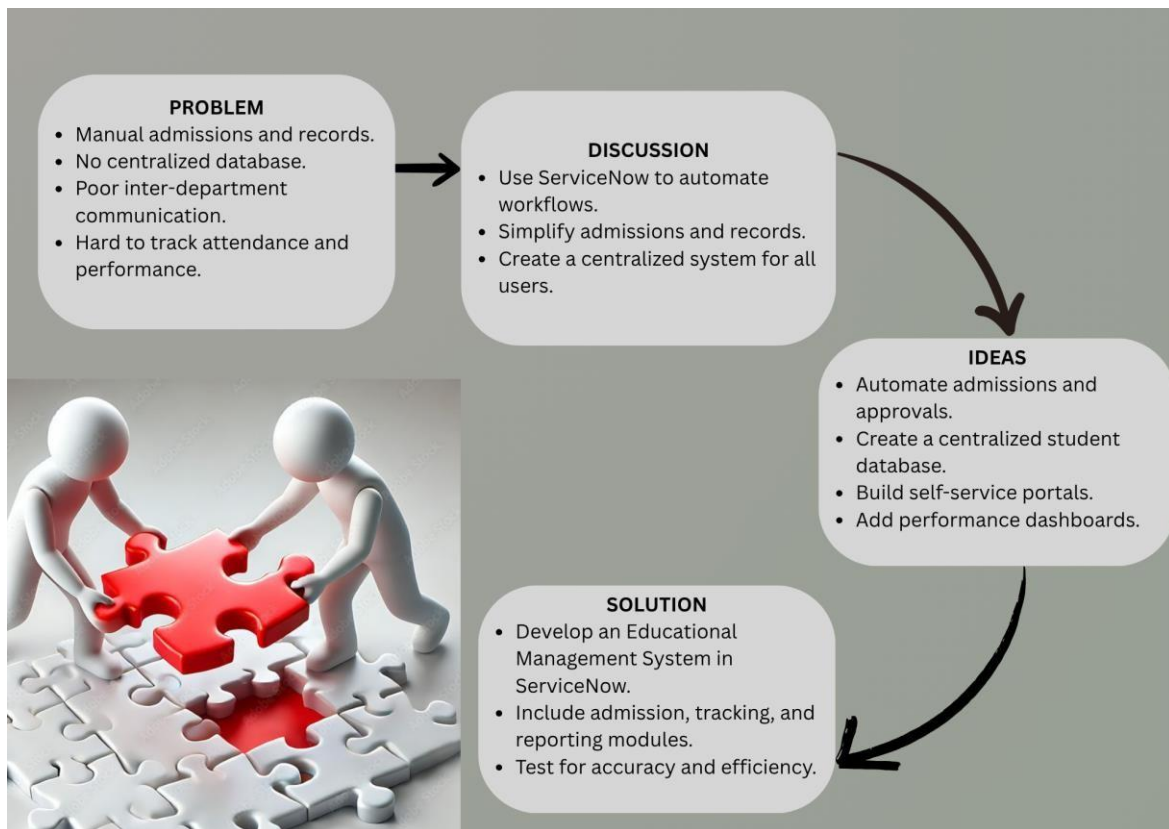 PROBLEM
• Manual admissions and records.
• No centralized database.
• Poor inter-department
communication.
• Hard to track attendance and
performance.
DISCUSSION
• Use ServiceNow to automate
workflows.
• Simplify admissions and records.
• Create a centralized system for all
users.
IDEAS
• Automate admissions and
approvals.
• Create a centralized student
database.
• Build self-service portals.
• Add performance dashboards.
SOLUTION
• Develop an Educational
Management System in
ServiceNow.
• Include admission, tracking, and
reporting modules.
• Test for accuracy and efficiency.